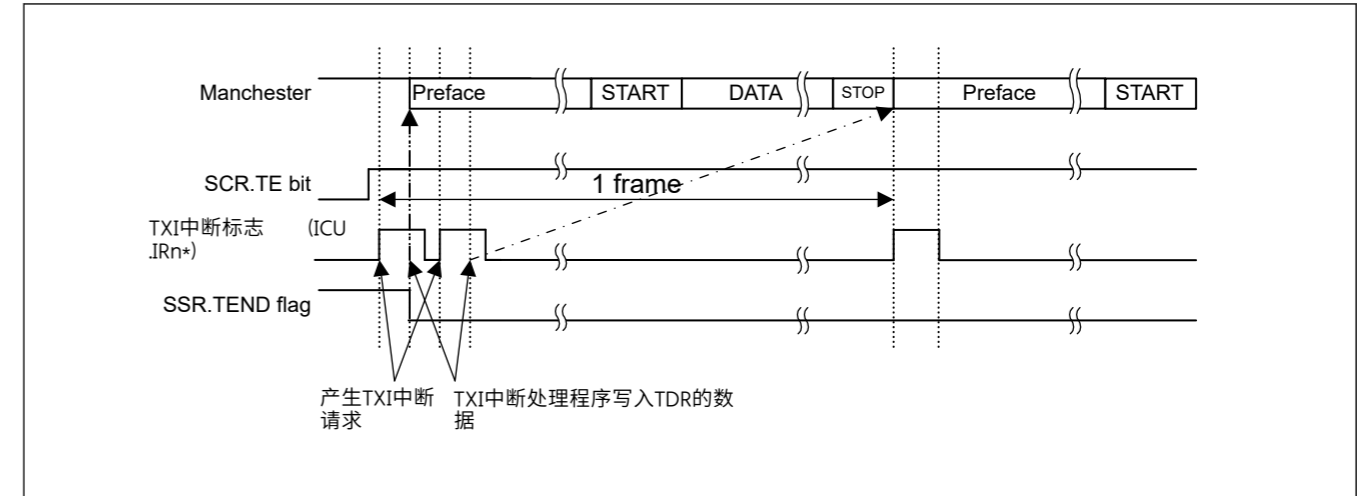 Manchester
Preface
START
DATA
STOP
Preface
START
SCR.TE bit
1 frame
TXI中断标志 (ICU
.IRn*)
SSR.TEND flag
产生TXI中断
请求
TXI中断处理程序写入TDR的数
据